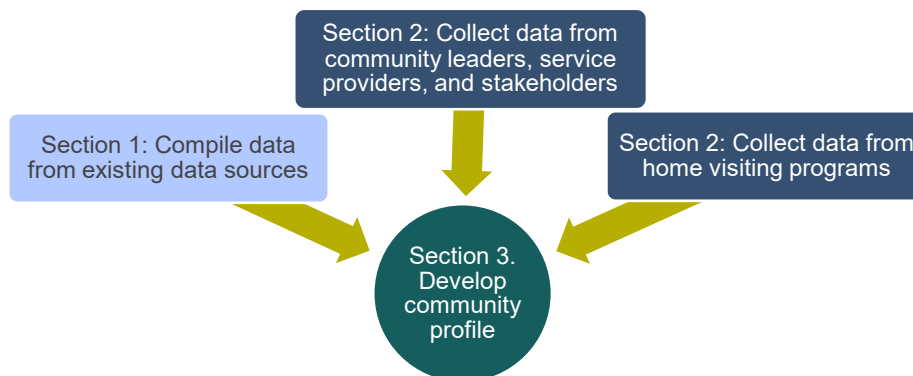 Section 2: Collect data from
community leaders, service
providers, and stakeholders
Section 1: Compile data
from existing data sources
Section 2: Collect data from
home visiting programs
Section 3.
Develop
community
profile